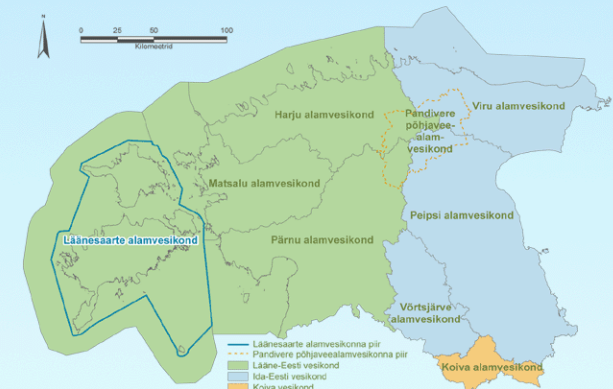 N
0 25 50 100
Kilomeetrid
Harju alamvesikond
Pandivere
põhjavee-
alam-
vesikond
Viru alamvesikond
Matsalu alamvesikond
Peipsi alamvesikond
Läänesaarte alamvesikond
Pärnu alamvesikond
Võrtsjärve
alamvesikond
Koiva alamvesikond
Läänesaarte alamvesikonna piir
Pandivere põhjaveealamvesikonna piir
Lääne-Eesti vesikond
Ida-Eesti vesikond
Koiva vesikond